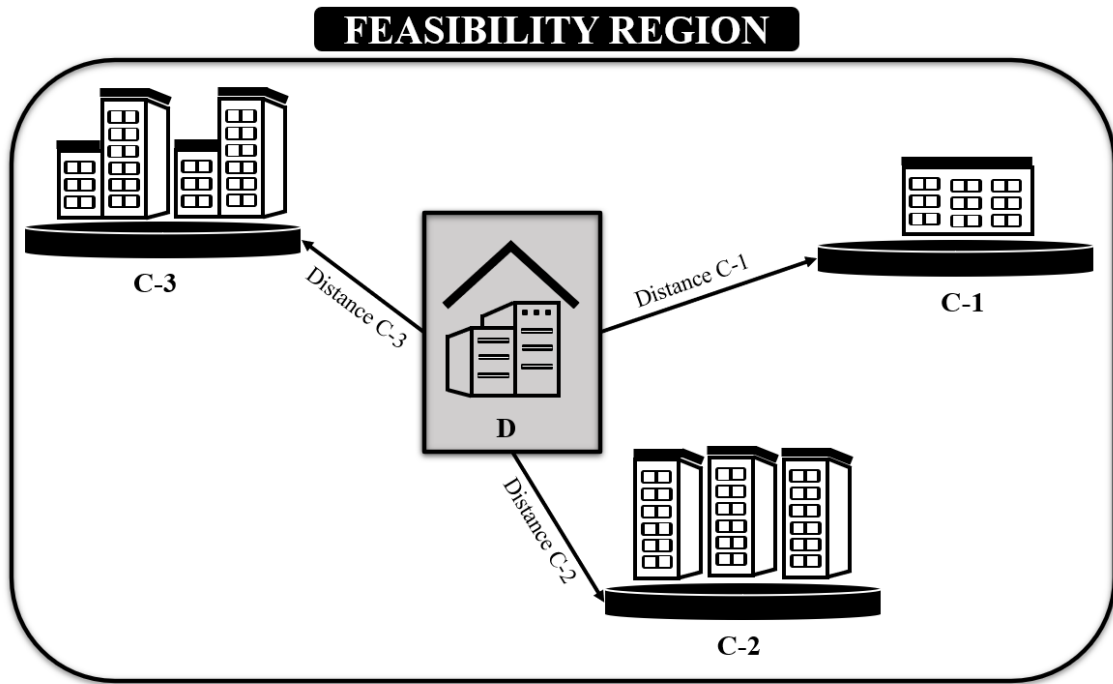 FEASIBILITY REGION
C-3
Distance C-3
Distance C-1
C-1
D
Distance C-2
C-2